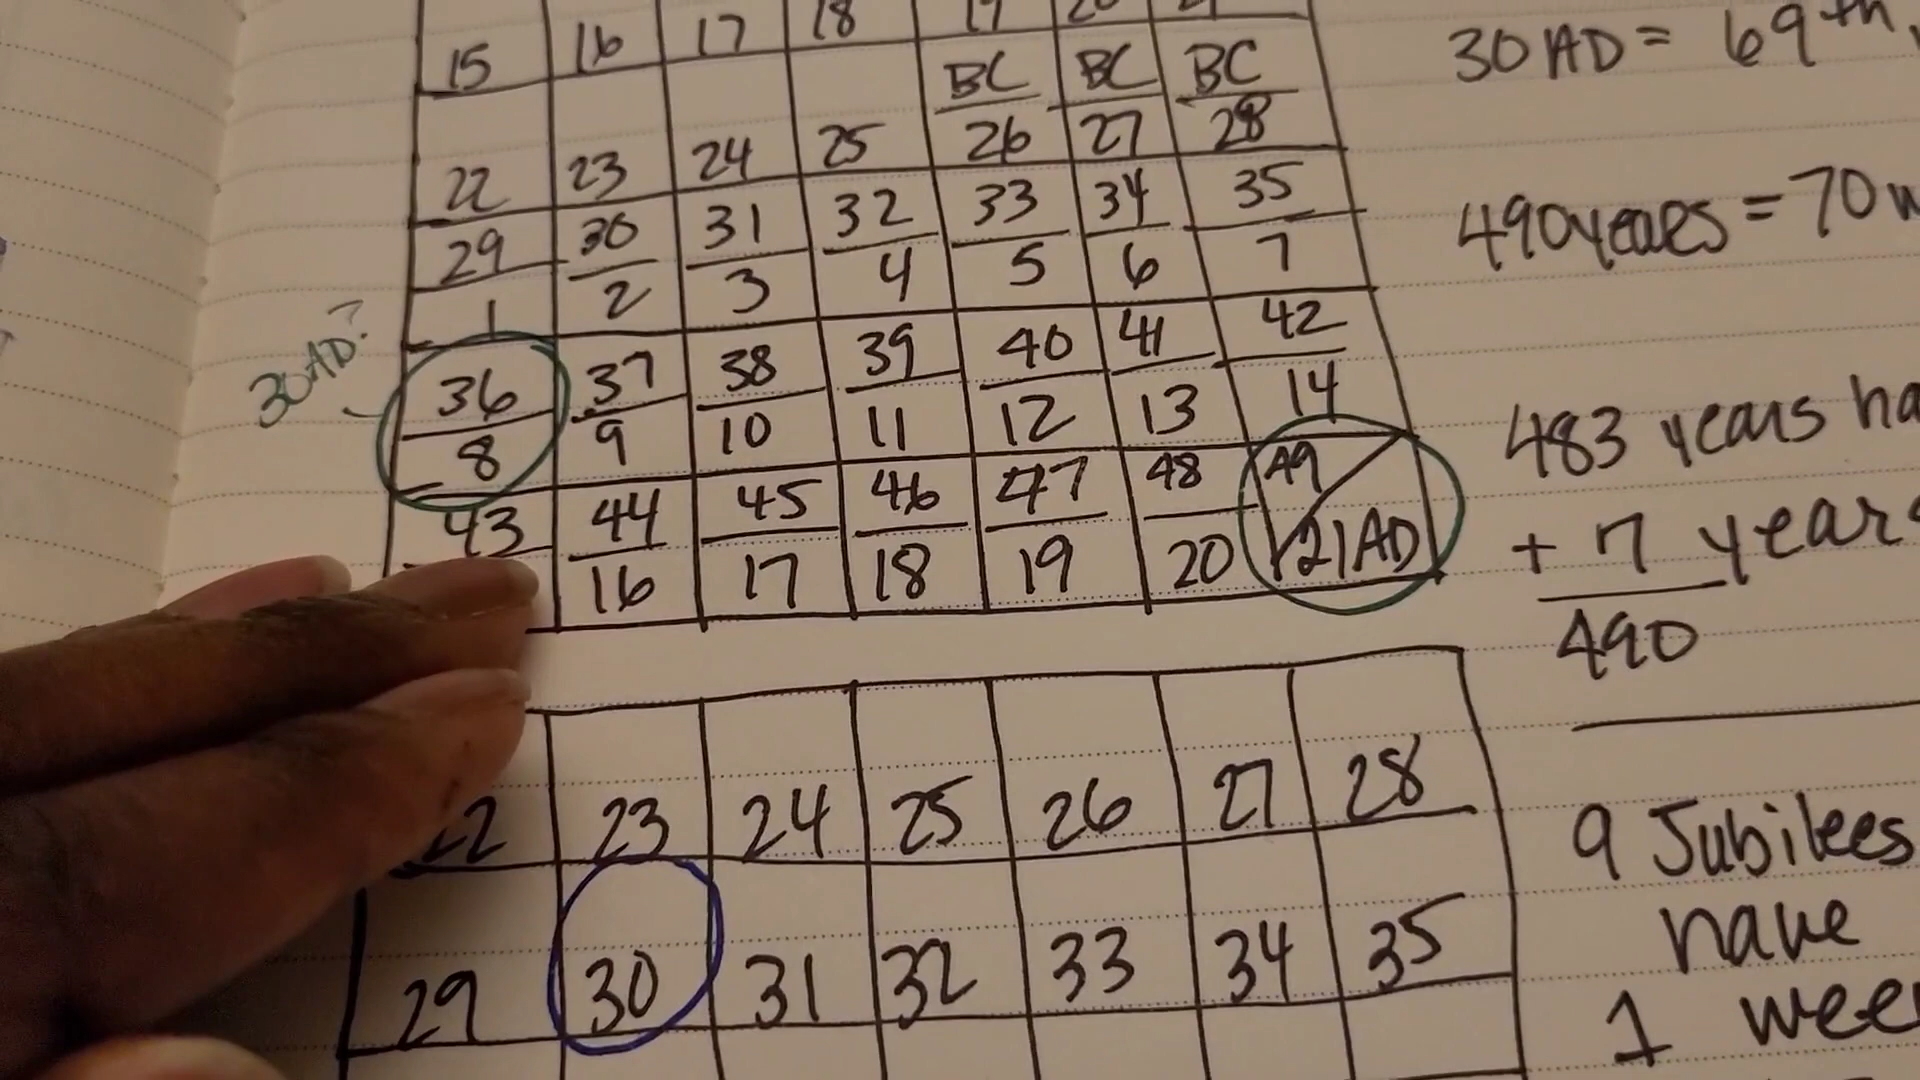 15 16 17 18 19
BC BC BC
22 23 24 25 26 27 28
29 30 31 32 33 34 35
1 2 3 4 5 6 7
30 AD?
36 37 38 39 40 41 42
8 9 10 11 12 13 14
43 44 45 46 47 48 49
16 17 18 19 20 21AD
22 23 24 25 26 27 28
29 30 31 32 33 34 35
30 AD = 69th
490 years = 70
483 years
+ 7 years
490
9 Jubilees
have
1